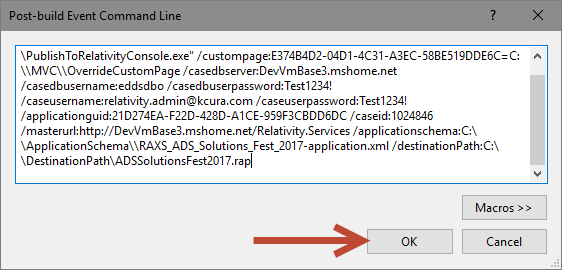 Post-build Event Command Line
\PublishToRelativityConsole.exe" /custompage:E374B4D2-04D1-4C31-A3EC-58BE519DDE6C=C:
\\MVC\\OverrideCustomPage /casedbserver:DevVmBase3.mshome.net
/casedbusername:eddsdbo /casedbuserpassword:Test1234!
/caseusername:relativity.admin@kcura.com /caseuserpassword:Test1234!
/applicationguid:21D274EA-F22D-428D-A1CE-959F3CBDD6DC /caseid:1024846
/masterurl:http://DevVmBase3.mshome.net/Relativity.Services /applicationschema:C:\
\ApplicationSchema\\RAXS_ADS_Solutions_Fest_2017-application.xml /destinationPath:C:\
\DestinationPath\ADSSolutionsFest2017.rap
Macros >>
OK
Cancel